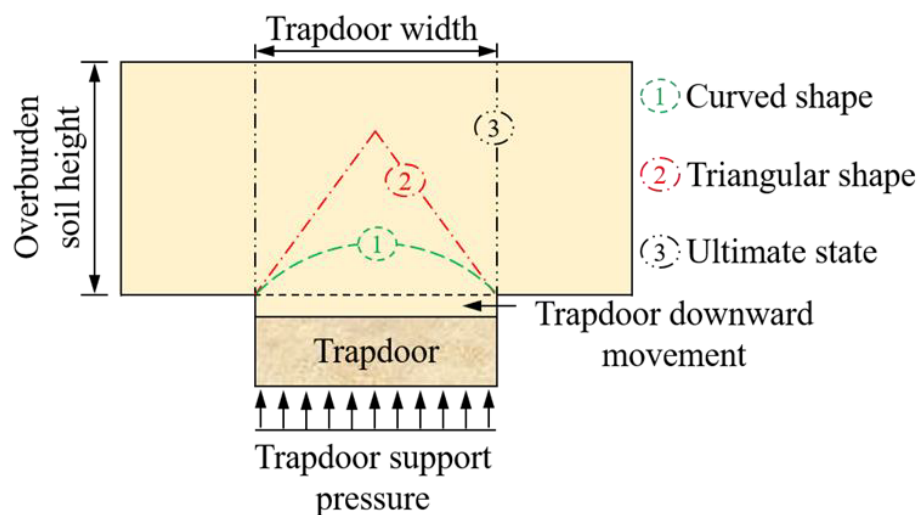 Trapdoor width
Overburden
soil height
3
2
1
1 Curved shape
2 Triangular shape
3 Ultimate state
Trapdoor downward
movement
Trapdoor
Trapdoor support
pressure